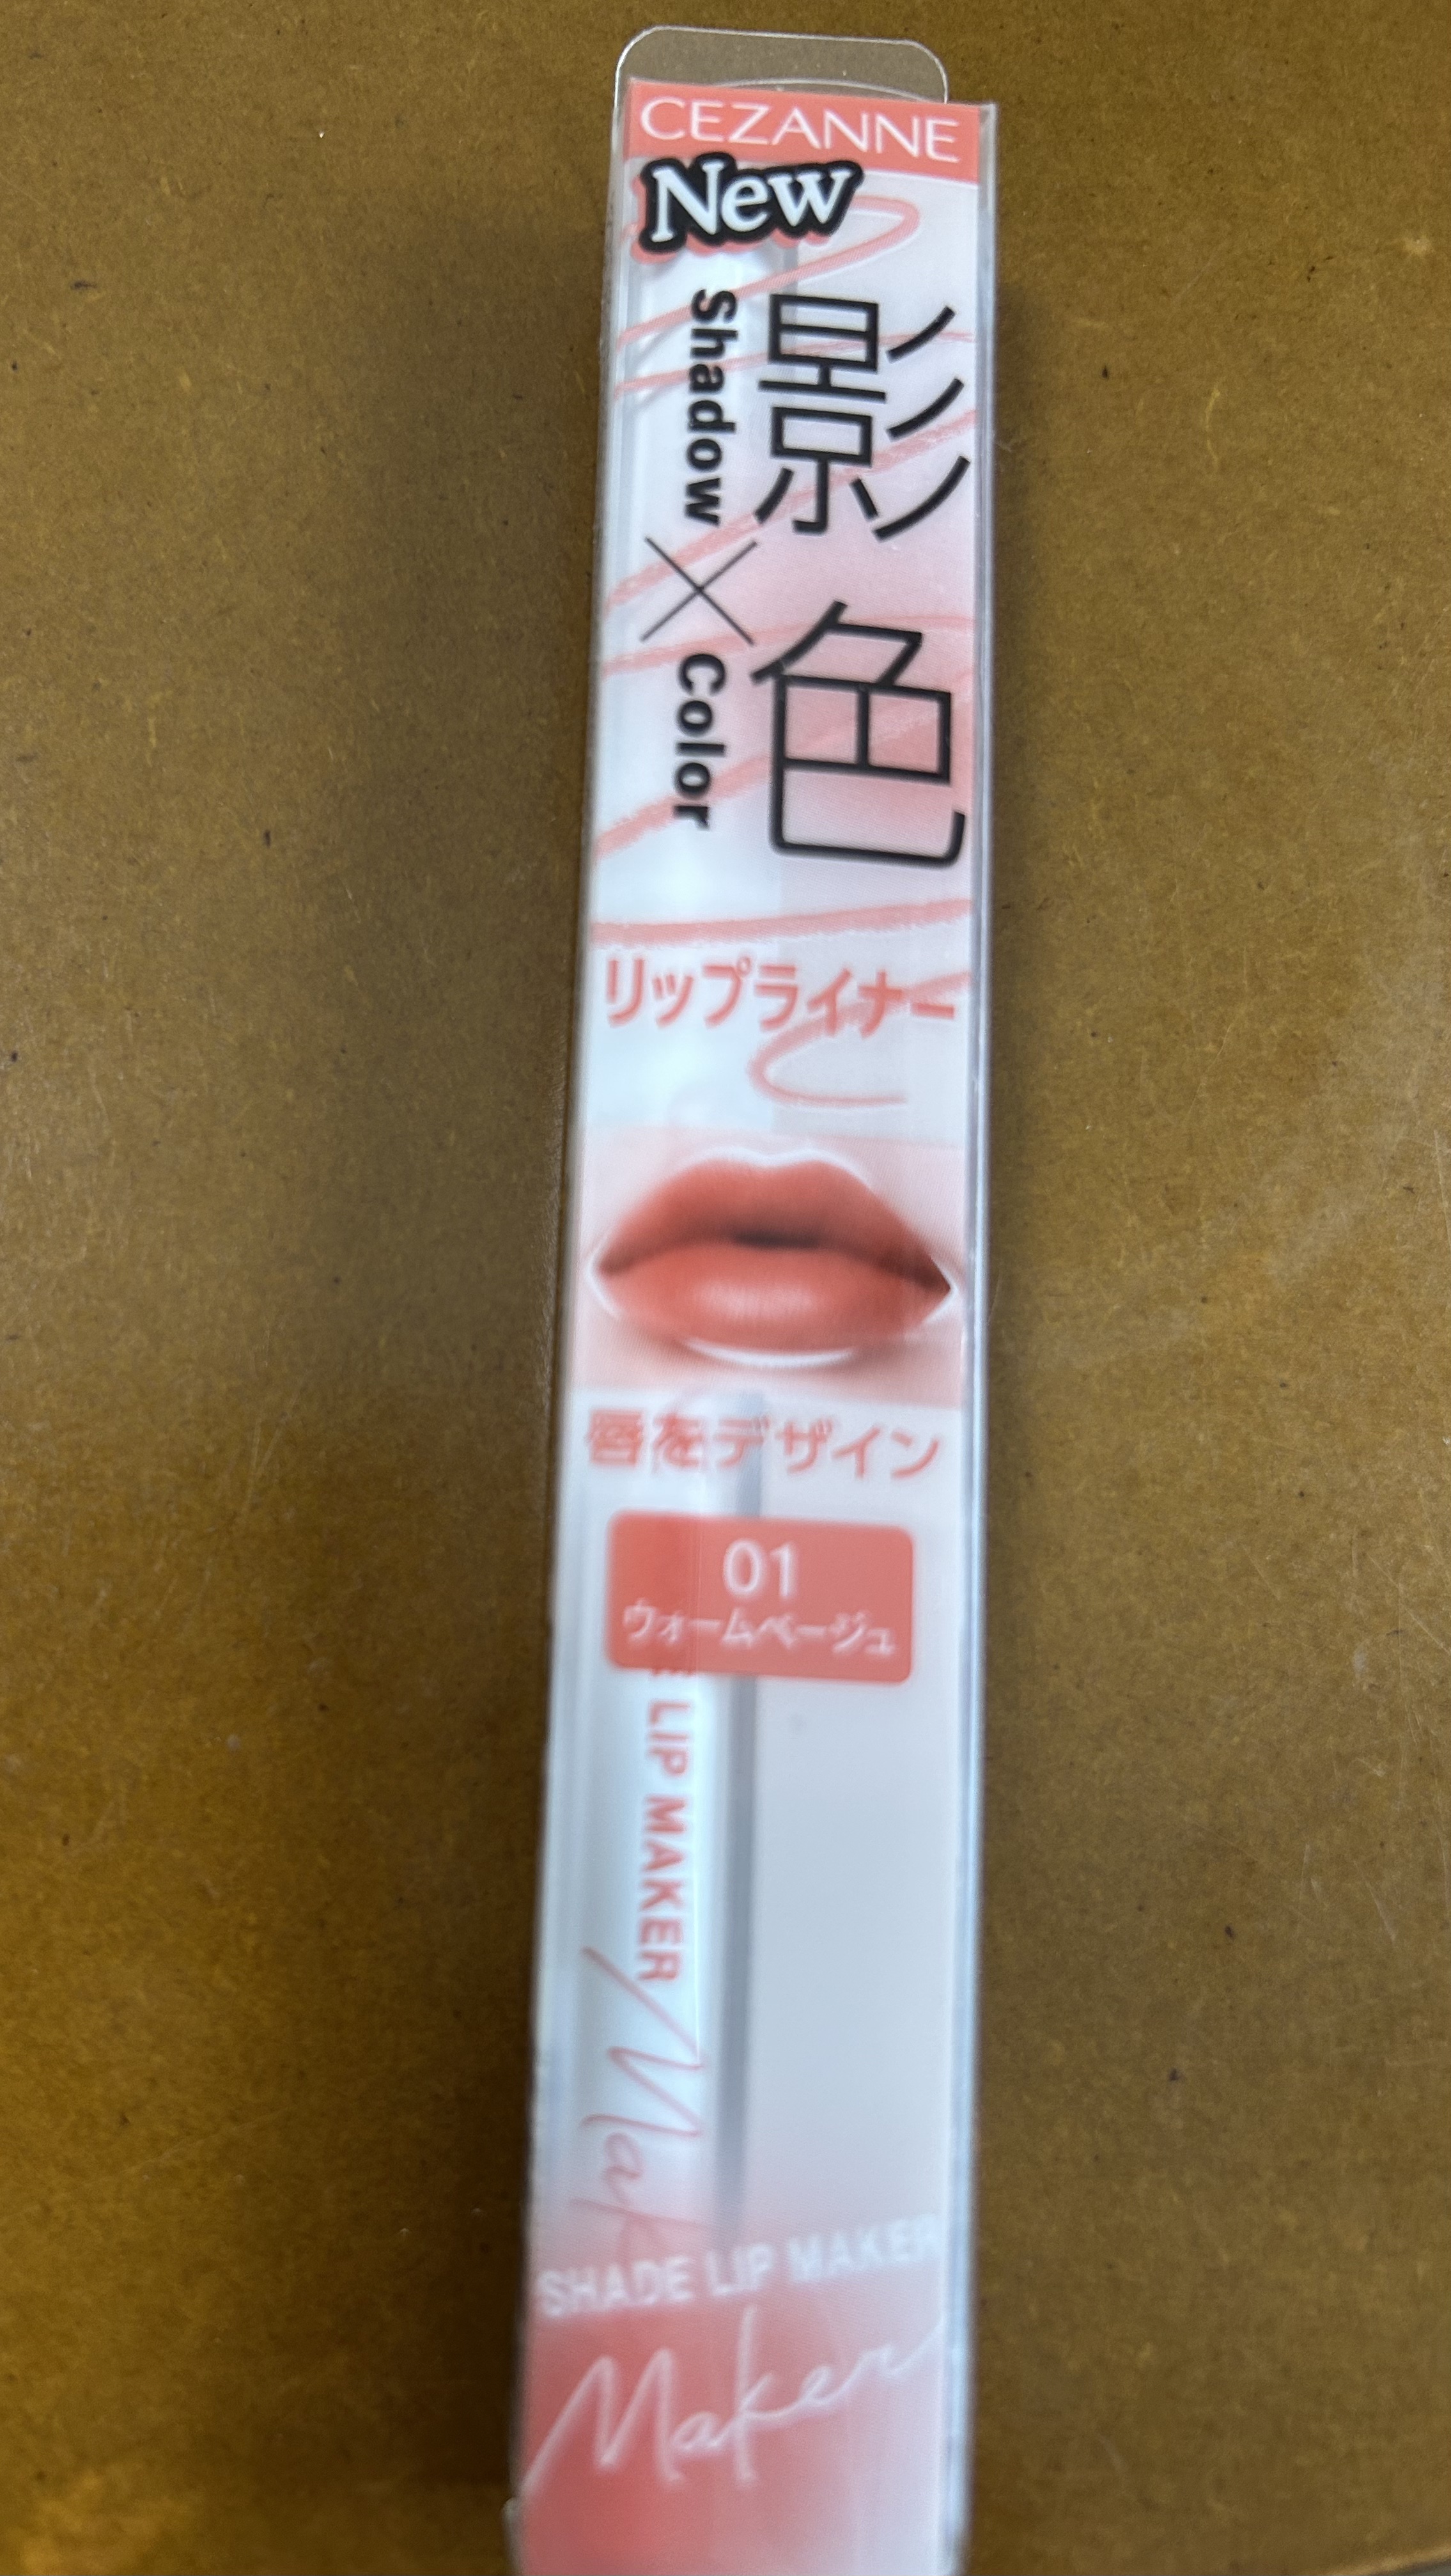 CEZANNE
New
影
色
Shadow
×
Color
リップライナー
唇をデザイン
01
ウォームベージュ
LIP MAKER
SHADE LIP MAKER
Maker